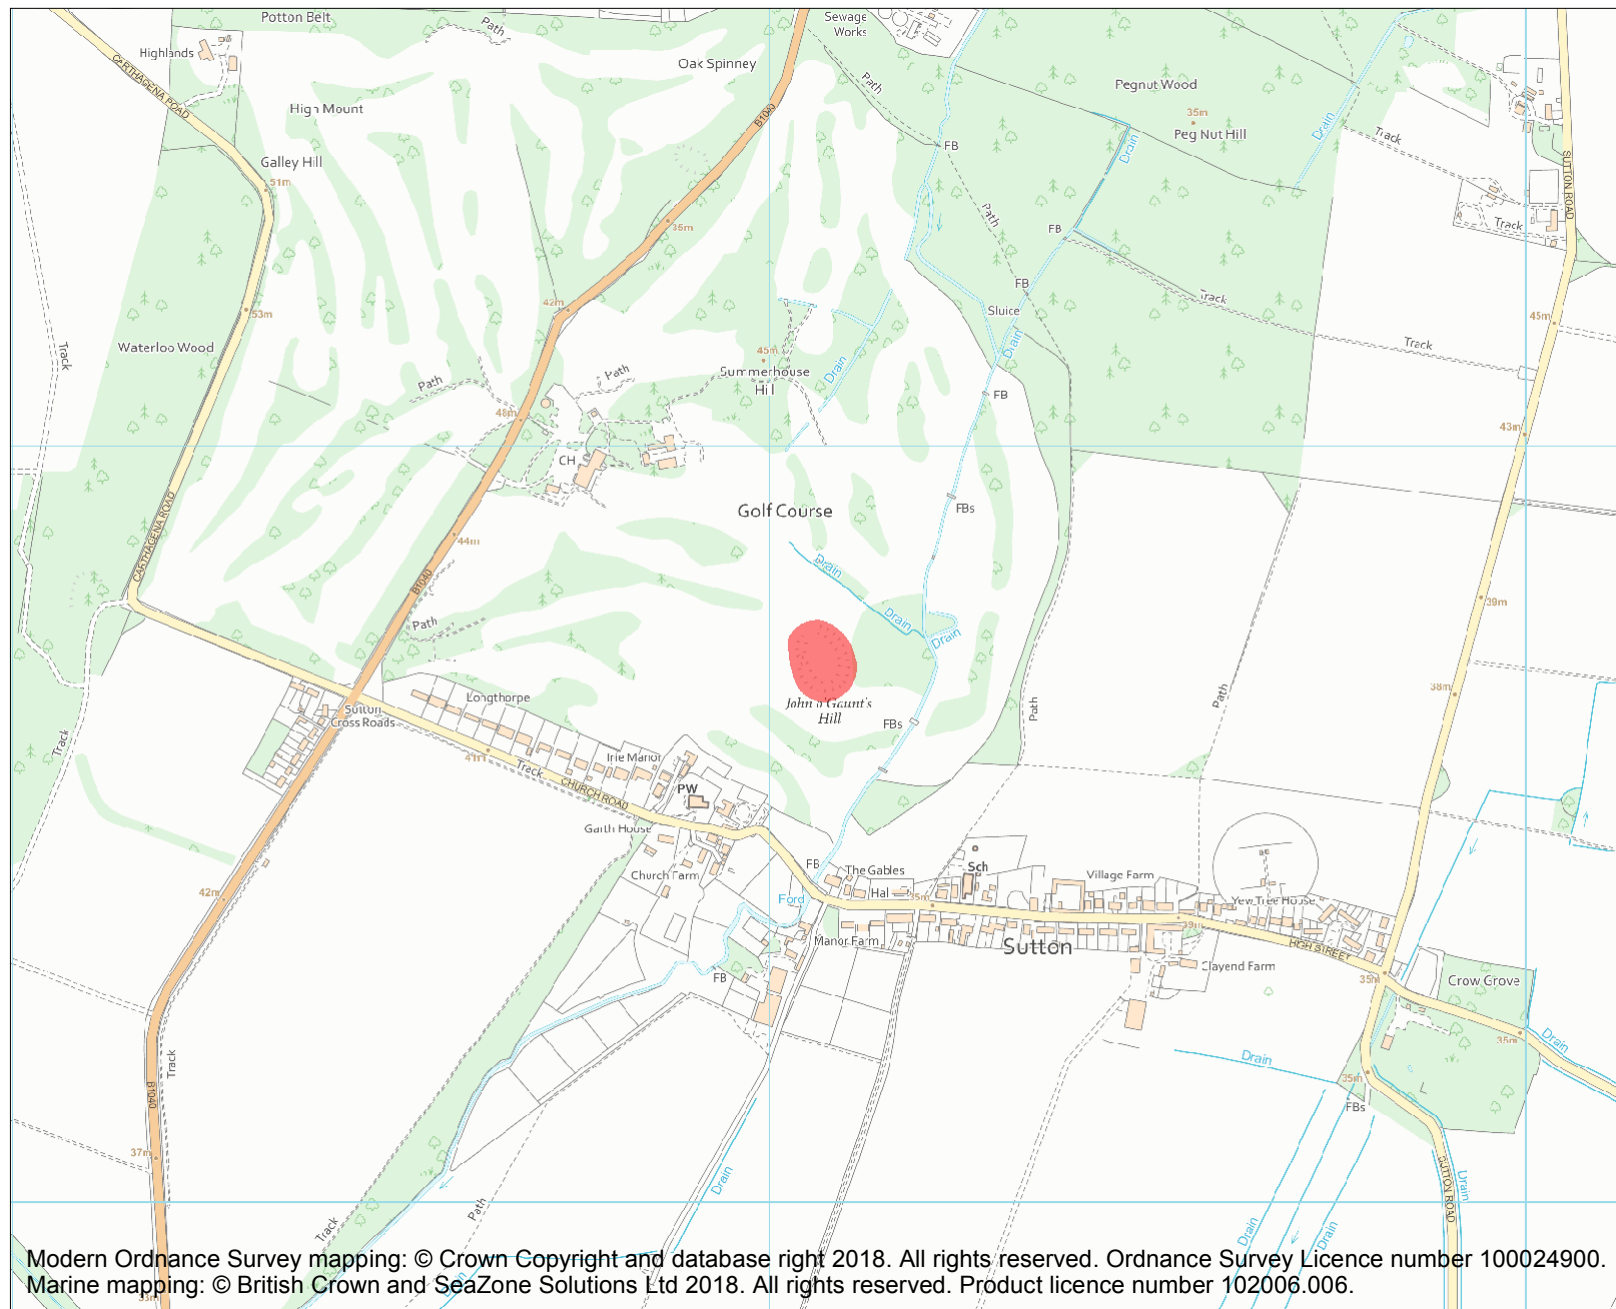 Potton Belt
Path
Sewage
Works
Highlands
Oak Spinney
CARTHAGENA ROAD
Path
Pegnut Wood
High Mount
B1040
35m
Peg Nut Hill
Drain
Track
Drain
FB
Galley Hill
51m
SUTTON ROAD
Path
Track
35m
FB
FB
Track
42m
53m
Sluice
45m
Drain
Track
Track
Waterloo Wood
45m
Summerhouse
Hill
Drain
Path
Path
FB
48m
43m
CH
Golf Course
FBs
CARTHAGENA ROAD
44m
Drain
B1040
39m
Drain
Drain
Path
38m
Path
Path
Longthorpe
John o'Gaunt's
Hill
FBs
Sutton
Cross Roads
Track
41m
Track
The Manor
CHURCH ROAD
PW
Garth House
FB
The Gables
Sch
Church Farm
Village Farm
42m
Ford
Hall
35m
Yew Tree House
39m
Manor Farm
Sutton
HIGH STREET
Clayend Farm
35m
Crow Grove
FB
Drain
35m
Track
Drain
35m
B1040
FBs
37m
Drain
SUTTON ROAD
Drain
Path
Track
Drain
Drain
Drain
Modern Ordnance Survey mapping: © Crown Copyright and database right 2018. All rights reserved. Ordnance Survey Licence number 100024900.
Marine mapping: © British Crown and SeaZone Solutions Ltd 2018. All rights reserved. Product licence number 102006.006.